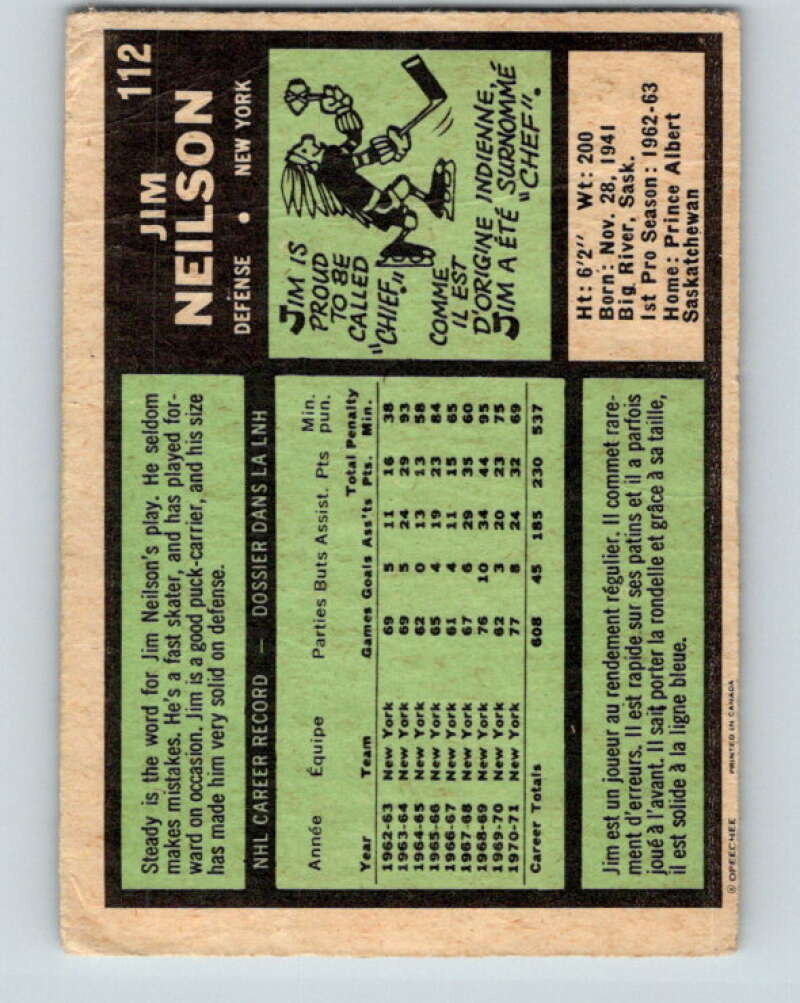 112
JIM
NEILSON
DEFENSE • NEW YORK
Steady is the word for Jim Neilson's play. He seldom
makes mistakes. He's a fast skater, and has played for-
ward on occasion. Jim is a good puck-carrier, and his size
has made him very solid on defense.
JIM IS
PROUD
TO BE
CALLED
"CHIEF,"
COMME
IL EST
D'ORIGINE INDIENNE,
JIM A ÉTÉ SURNOMMÉ
"CHEF".
NHL CAREER RECORD — DOSSIER DANS LA LNH
Année Équipe Parties Buts Assist. Pts Min. pun.
Year Team Games Goals Ass'ts Total Pts. Penalty Min.
1962-63 New York 69 5 11 16 38
1963-64 New York 69 5 24 29 93
1964-65 New York 62 0 13 13 58
1965-66 New York 65 4 19 23 84
1966-67 New York 61 4 11 15 65
1967-68 New York 67 6 29 35 60
1968-69 New York 76 10 34 44 95
1969-70 New York 62 3 20 23 75
1970-71 New York 77 8 24 32 69
Career Totals 608 45 185 230 537
Ht: 6'2" Wt: 200
Born: Nov. 28, 1941
Big River, Sask.
1st Pro Season: 1962-63
Home: Prince Albert
Saskatchewan
Jim est un joueur au rendement régulier. Il commet rare-
ment d'erreurs. Il est rapide sur ses patins et il a parfois
joué à l'avant. Il sait porter la rondelle et grâce à sa taille,
il est solide à la ligne bleue.
© OPEECHEE PRINTED IN CANADA